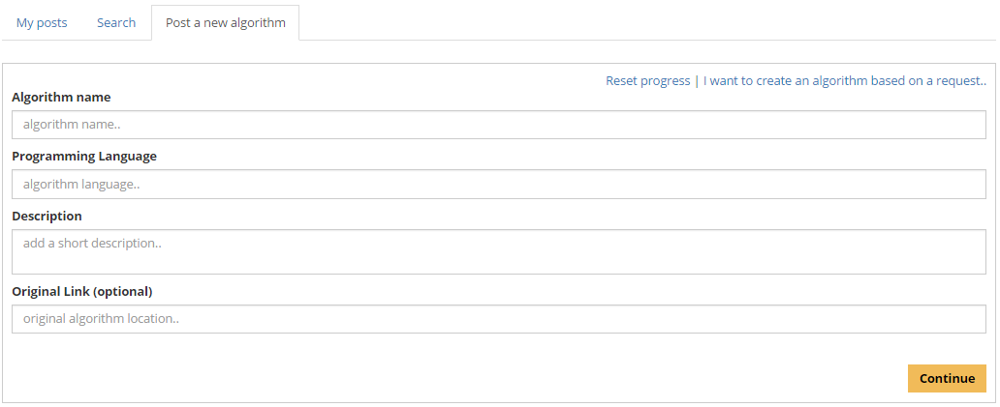 My posts Search Post a new algorithm
Reset progress | I want to create an algorithm based on a request..
Algorithm name
algorithm name..
Programming Language
algorithm language..
Description
add a short description..
Original Link (optional)
original algorithm location..
Continue